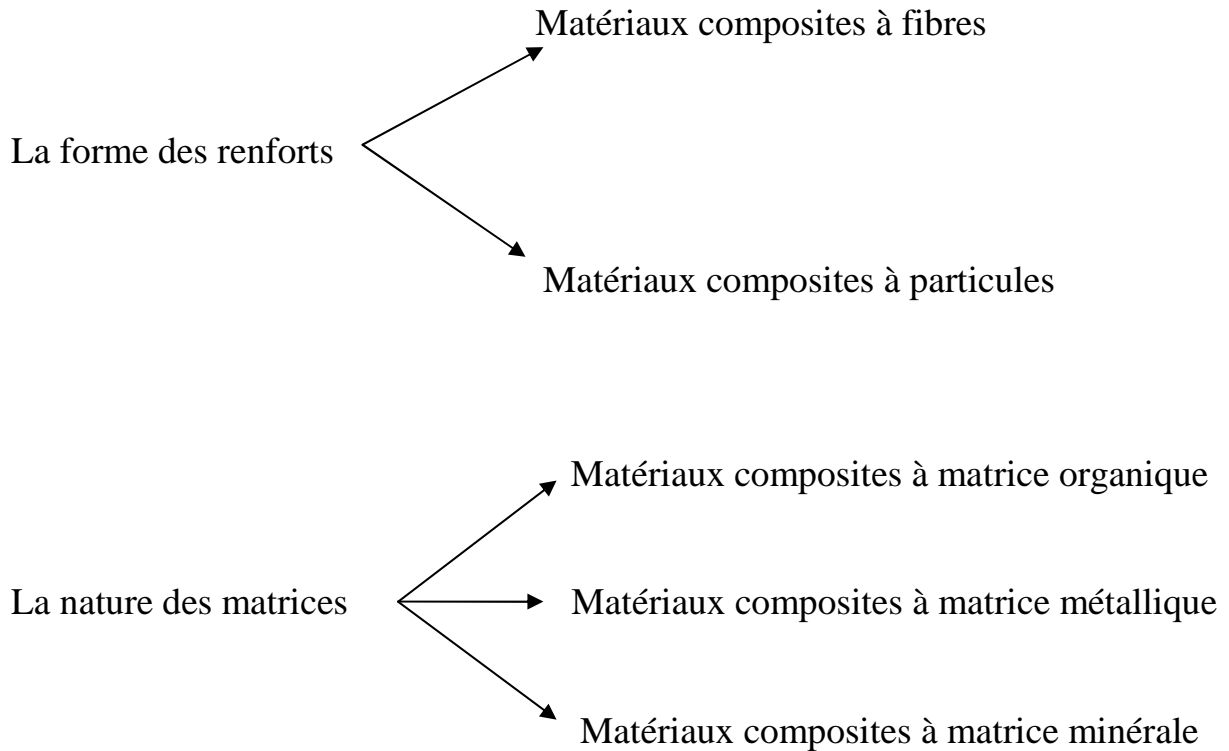 Matériaux composites à fibres
La forme des renforts
Matériaux composites à particules
Matériaux composites à matrice organique
La nature des matrices
Matériaux composites à matrice métallique
Matériaux composites à matrice minérale